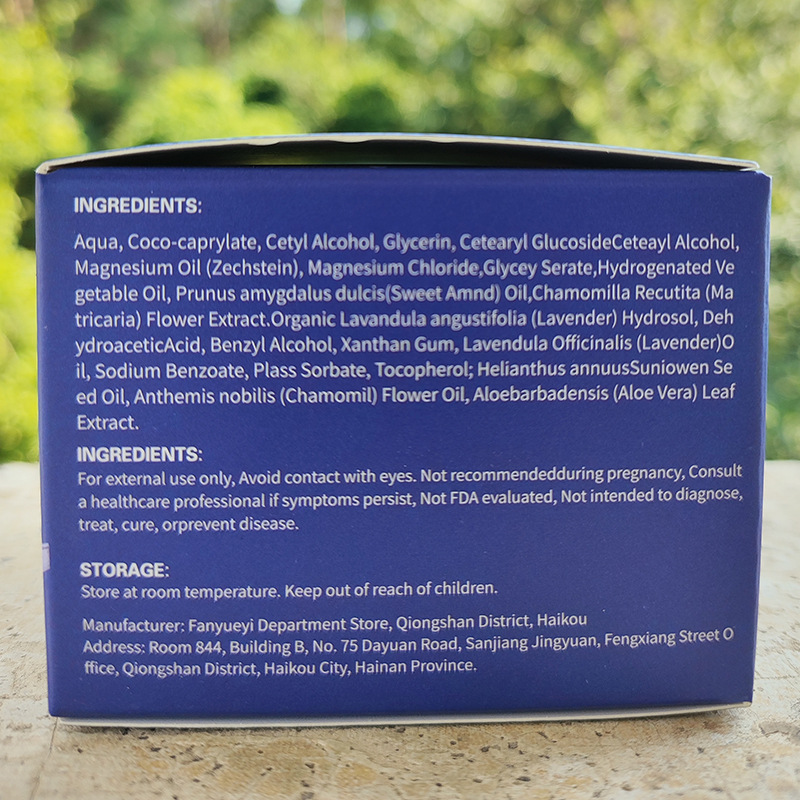 INGREDIENTS:
Aqua, Coco-caprylate, Cetyl Alcohol, Glycerin, Cetearyl GlucosideCeteayl Alcohol,
Magnesium Oil (Zechstein), Magnesium Chloride,Glycey Serate,Hydrogenated Ve
getable Oil, Prunus amygdalus dulcis(Sweet Amnd) Oil,Chamomilla Recutita (Ma
tricaria) Flower Extract.Organic Lavandula angustifolia (Lavender) Hydrosol, Deh
ydroaceticAcid, Benzyl Alcohol, Xanthan Gum, Lavendula Officinalis (Lavender)O
il, Sodium Benzoate, Plass Sorbate, Tocopherol; Helianthus annuusSuniowen Se
ed Oil, Anthemis nobilis (Chamomil) Flower Oil, Aloebarbadensis (Aloe Vera) Leaf
Extract.
INGREDIENTS:
For external use only, Avoid contact with eyes. Not recommendedduring pregnancy, Consult
a healthcare professional if symptoms persist, Not FDA evaluated, Not intended to diagnose,
treat, cure, orprevent disease.
STORAGE:
Store at room temperature. Keep out of reach of children.
Manufacturer: Fanyueyi Department Store, Qiongshan District, Haikou
Address: Room 844, Building B, No. 75 Dayuan Road, Sanjiang Jingyuan, Fengxiang Street O
ffice, Qiongshan District, Haikou City, Hainan Province.